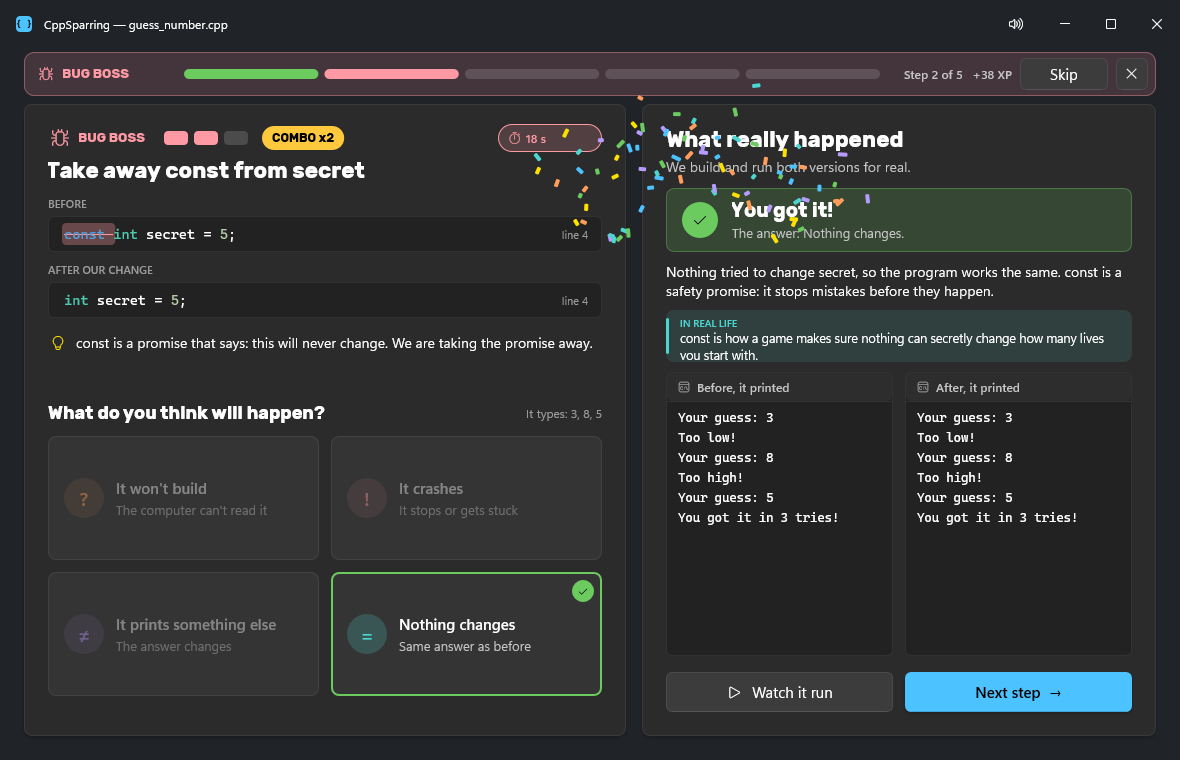 CppSparring — guess_number.cpp
BUG BOSS
Step 2 of 5 +38 XP
Skip
BUG BOSS
COMBO x2
18 s
Take away const from secret
BEFORE
const int secret = 5;
line 4
AFTER OUR CHANGE
int secret = 5;
line 4
const is a promise that says: this will never change. We are taking the promise away.
What do you think will happen?
It types: 3, 8, 5
?
It won't build
The computer can't read it
!
It crashes
It stops or gets stuck
≠
It prints something else
The answer changes
=
Nothing changes
Same answer as before
What really happened
We build and run both versions for real.
You got it!
The answer: Nothing changes.
Nothing tried to change secret, so the program works the same. const is a
safety promise: it stops mistakes before they happen.
IN REAL LIFE
const is how a game makes sure nothing can secretly change how many lives
you start with.
Before, it printed
Your guess: 3
Too low!
Your guess: 8
Too high!
Your guess: 5
You got it in 3 tries!
After, it printed
Your guess: 3
Too low!
Your guess: 8
Too high!
Your guess: 5
You got it in 3 tries!
Watch it run
Next step →